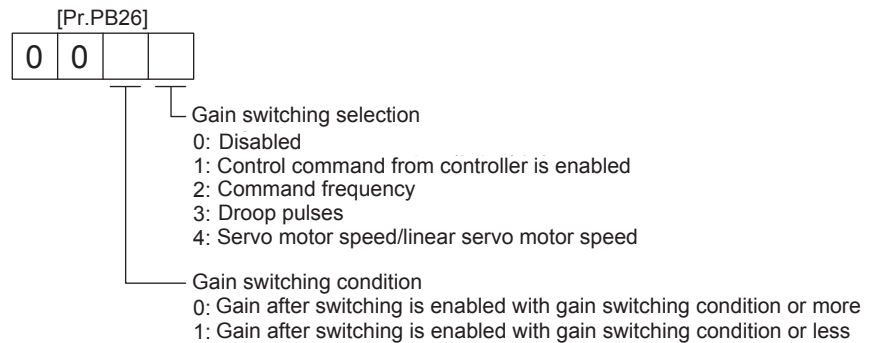 [Pr.PB26]
0 0
Gain switching selection
0: Disabled
1: Control command from controller is enabled
2: Command frequency
3: Droop pulses
4: Servo motor speed/linear servo motor speed
Gain switching condition
0: Gain after switching is enabled with gain switching condition or more
1: Gain after switching is enabled with gain switching condition or less